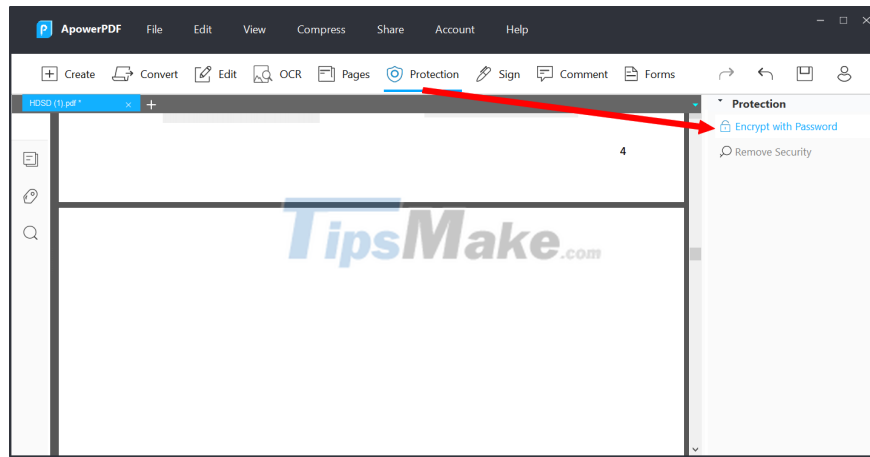 ApowerPDF File Edit View Compress Share Account Help
Create Convert Edit OCR Pages Protection Sign Comment Forms
HDSD (1).pdf *
Protection
Encrypt with Password
Remove Security
4
TipsMake.com